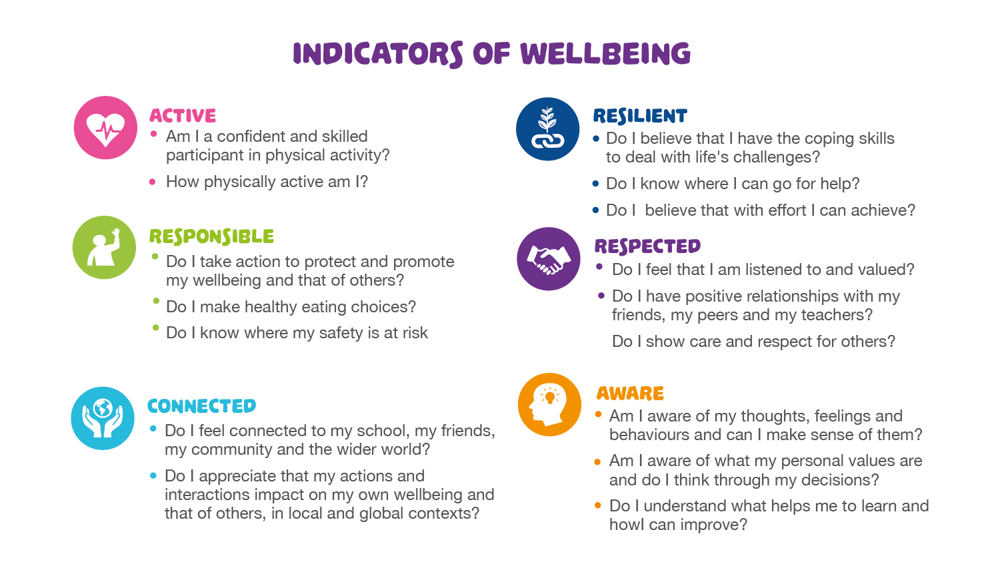 INDICATORS OF WELLBEING
ACTIVE
• Am I a confident and skilled
participant in physical activity?
• How physically active am I?
RESPONSIBLE
• Do I take action to protect and promote
my wellbeing and that of others?
• Do I make healthy eating choices?
• Do I know where my safety is at risk
CONNECTED
• Do I feel connected to my school, my friends,
my community and the wider world?
• Do I appreciate that my actions and
interactions impact on my own wellbeing and
that of others, in local and global contexts?
RESILIENT
• Do I believe that I have the coping skills
to deal with life's challenges?
• Do I know where I can go for help?
• Do I  believe that with effort I can achieve?
RESPECTED
• Do I feel that I am listened to and valued?
• Do I have positive relationships with my
friends, my peers and my teachers?
Do I show care and respect for others?
AWARE
• Am I aware of my thoughts, feelings and
behaviours and can I make sense of them?
• Am I aware of what my personal values are
and do I think through my decisions?
• Do I understand what helps me to learn and
howI can improve?